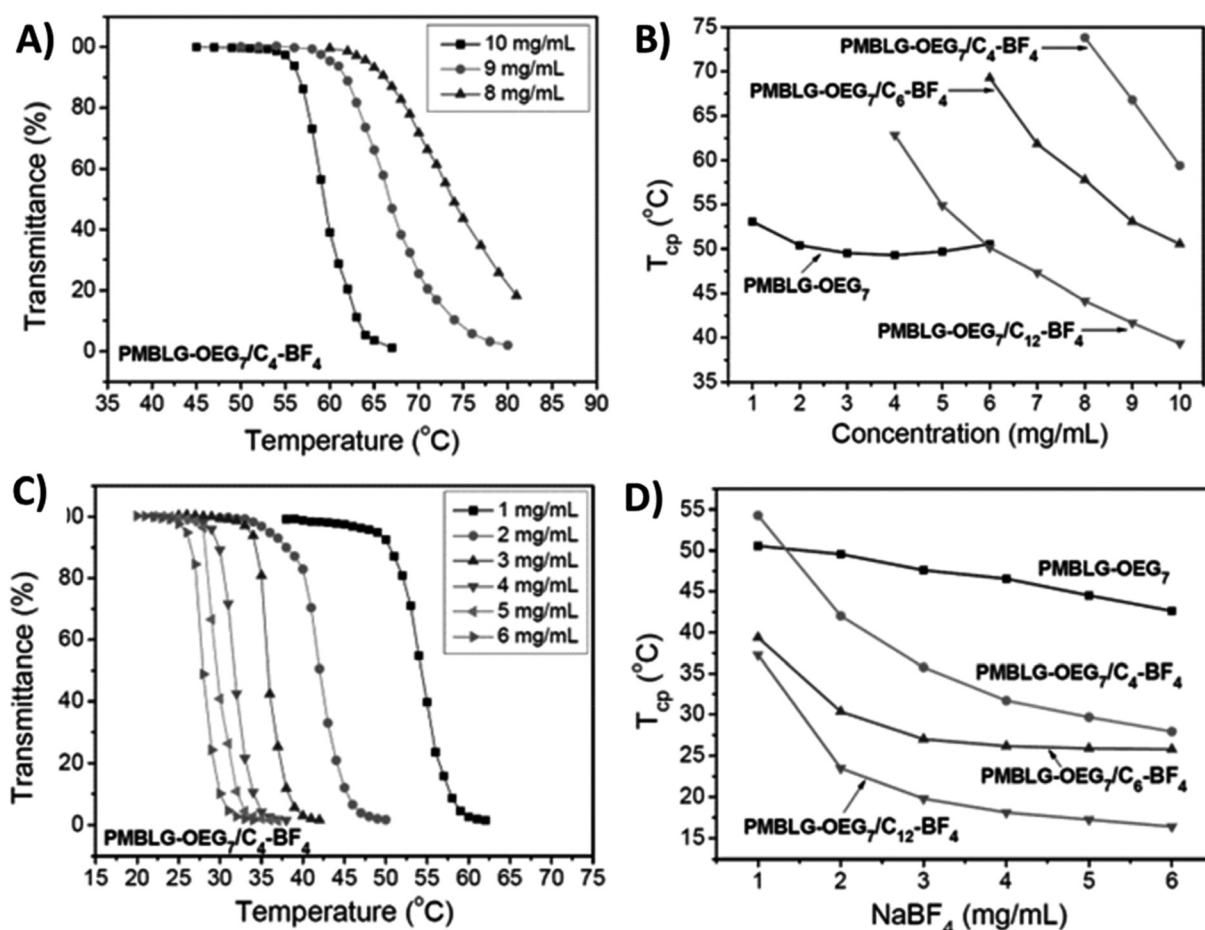 A)
Transmittance (%)
00
80
60
40
20
0
10 mg/mL
9 mg/mL
8 mg/mL
PMBLG-OEG7/C4-BF4
35 40 45 50 55 60 65 70 75 80 85 90
Temperature (°C)
B)
Tcp (°C)
75
70
65
60
55
50
45
40
35
PMBLG-OEG7/C4-BF4
PMBLG-OEG7/C6-BF4
PMBLG-OEG7
PMBLG-OEG7/C12-BF4
1 2 3 4 5 6 7 8 9 10
Concentration (mg/mL)
C)
Transmittance (%)
00
80
60
40
20
0
1 mg/mL
2 mg/mL
3 mg/mL
4 mg/mL
5 mg/mL
6 mg/mL
PMBLG-OEG7/C4-BF4
15 20 25 30 35 40 45 50 55 60 65 70 75
Temperature (°C)
D)
Tcp (°C)
55
50
45
40
35
30
25
20
15
PMBLG-OEG7
PMBLG-OEG7/C4-BF4
PMBLG-OEG7/C6-BF4
PMBLG-OEG7/C12-BF4
1 2 3 4 5 6
NaBF4 (mg/mL)